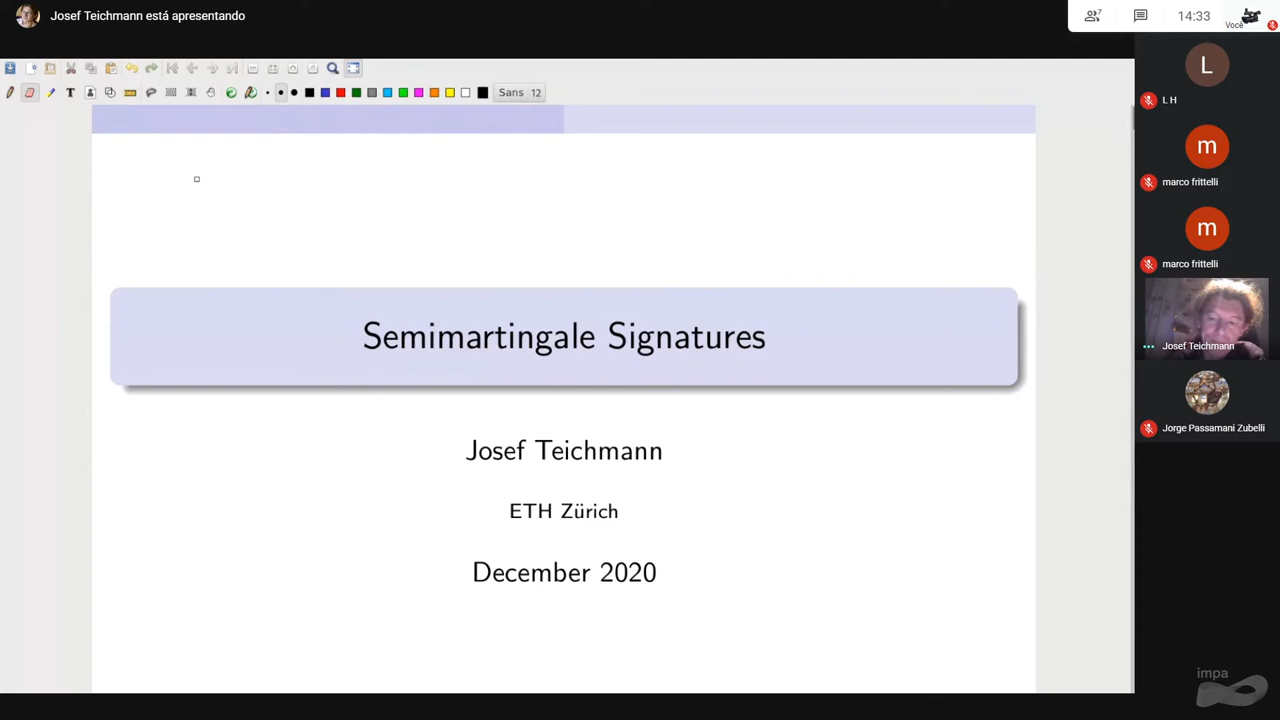 Josef Teichmann está apresentando
7
14:33
Você
Sans 12
L
L H
m
marco frittelli
m
marco frittelli
Josef Teichmann
Jorge Passamani Zubelli
Semimartingale Signatures
Josef Teichmann
ETH Zürich
December 2020
impa